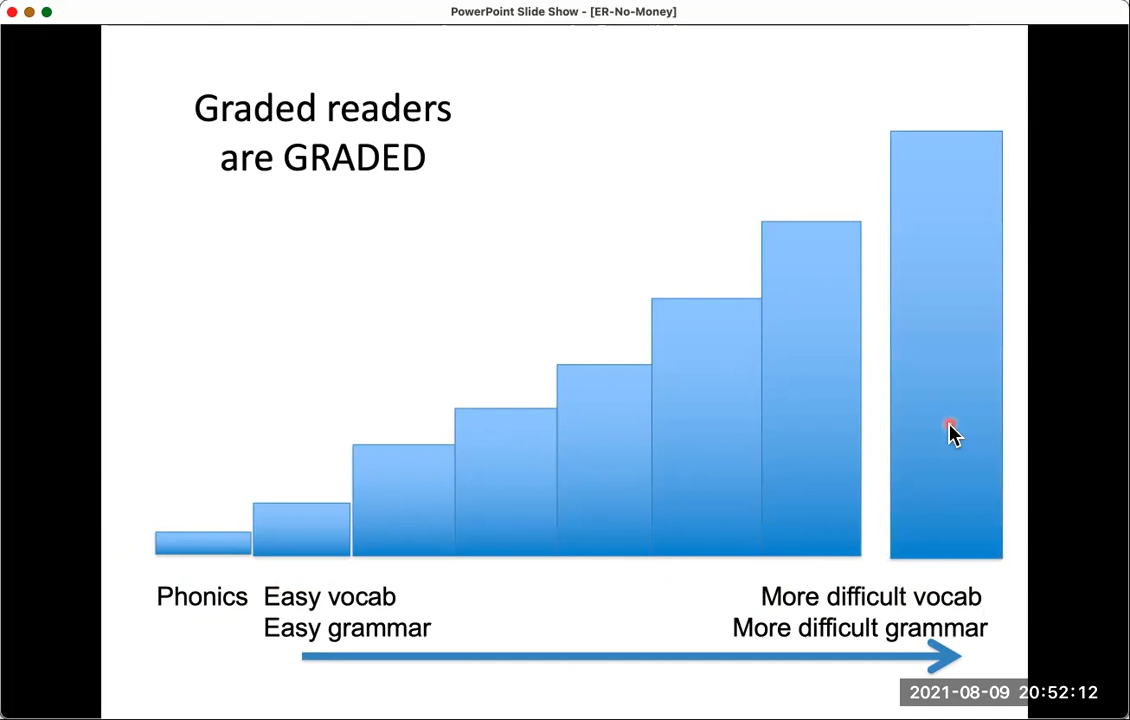 PowerPoint Slide Show - [ER-No-Money]
Graded readers
are GRADED
Phonics Easy vocab More difficult vocab
Easy grammar More difficult grammar
2021-08-09 20:52:12